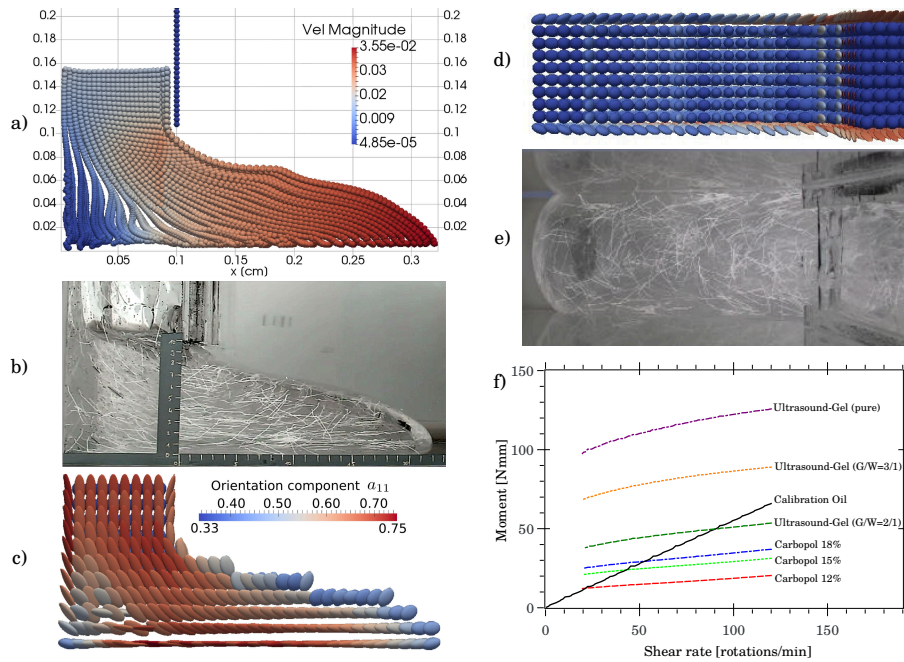 a)
0.2
0.18
0.16
0.14
0.12
0.1
0.08
0.06
0.04
0.02
Vel Magnitude
3.55e-02
0.03
0.02
0.009
4.85e-05
0.2
0.18
0.16
0.14
0.12
0.1
0.08
0.06
0.04
0.02
0.05
0.1
0.15
0.2
0.25
0.3
x (cm)
b)
c)
Orientation component a11
0.40
0.50
0.60
0.70
0.33
0.75
d)
e)
f)
Moment [Nmm]
150
100
50
0
Ultrasound-Gel (pure)
Ultrasound-Gel (G/W=3/1)
Calibration Oil
Ultrasound-Gel (G/W=2/1)
Carbopol 18%
Carbopol 15%
Carbopol 12%
0
50
100
150
Shear rate [rotations/min]